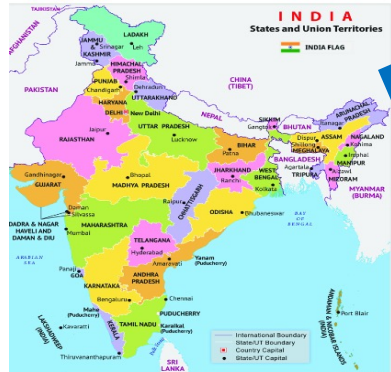 INDIA
States and Union Territories
INDIA FLAG
TAJIKISTAN
AFGHANISTAN
PAKISTAN
CHINA
(TIBET)
NEPAL
BHUTAN
BANGLADESH
MYANMAR
(BURMA)
SRI
LANKA
ARABIAN
SEA
BAY
OF
BENGAL
LADAKH
Leh
JAMMU
Srinagar
KASHMIR
Jammu
HIMACHAL
PRADESH
Shimla
PUNJAB
Chandigarh
Dehradun
UTTARAKHAND
HARYANA
DELHI
New Delhi
RAJASTHAN
Jaipur
UTTAR PRADESH
Lucknow
BIHAR
Patna
SIKKIM
Gangtok
ARUNACHAL
PRADESH
Itanagar
ASSAM
Dispur
NAGALAND
Kohima
Shillong
MEGHALAYA
Imphal
MANIPUR
Agartala
TRIPURA
Aizawl
MIZORAM
Gandhinagar
GUJARAT
Bhopal
MADHYA PRADESH
JHARKHAND
Ranchi
WEST
BENGAL
Kolkata
CHHATTISGARH
Raipur
ODISHA
Bhubaneswar
Daman
Silvassa
DADRA & NAGAR
HAVELI AND
DAMAN & DIU
MAHARASHTRA
Mumbai
TELANGANA
Hyderabad
Amaravati
Yanam
(Puducherry)
ANDHRA
PRADESH
Panaji
GOA
KARNATAKA
Bengaluru
Chennai
Mahe
(Puducherry)
PUDUCHERRY
Karaikal
(Puducherry)
TAMIL NADU
KERALA
Thiruvananthapuram
LAKSHADWEEP
(INDIA)
Kavaratti
ANDAMAN & NICOBAR ISLANDS
(INDIA)
Port Blair
International Boundary
State/UT Boundary
Country Capital
State/UT Capital